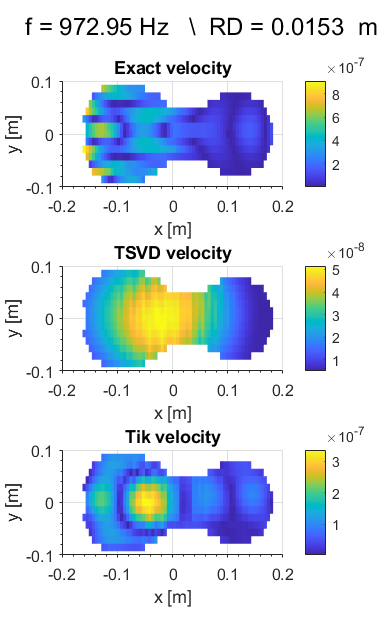 f = 972.95 Hz \ RD = 0.0153 m
Exact velocity
×10⁻⁷
0.1
0
-0.1
y [m]
8
6
4
2
-0.2 -0.1 0 0.1 0.2
x [m]
TSVD velocity
×10⁻⁸
0.1
0
-0.1
y [m]
5
4
3
2
1
-0.2 -0.1 0 0.1 0.2
x [m]
Tik velocity
×10⁻⁷
0.1
0
-0.1
y [m]
3
2
1
-0.2 -0.1 0 0.1 0.2
x [m]